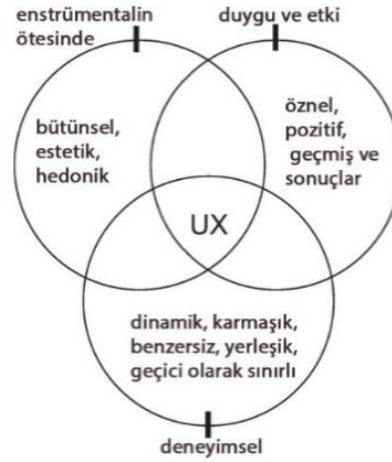 enstrümentalin
ötesinde
duygu ve etki
bütünsel,
estetik,
hedonik
öznel,
pozitif,
geçmiş ve
sonuçlar
UX
dinamik, karmaşık,
benzersiz, yerleşik,
geçici olarak sınırlı
deneyimsel